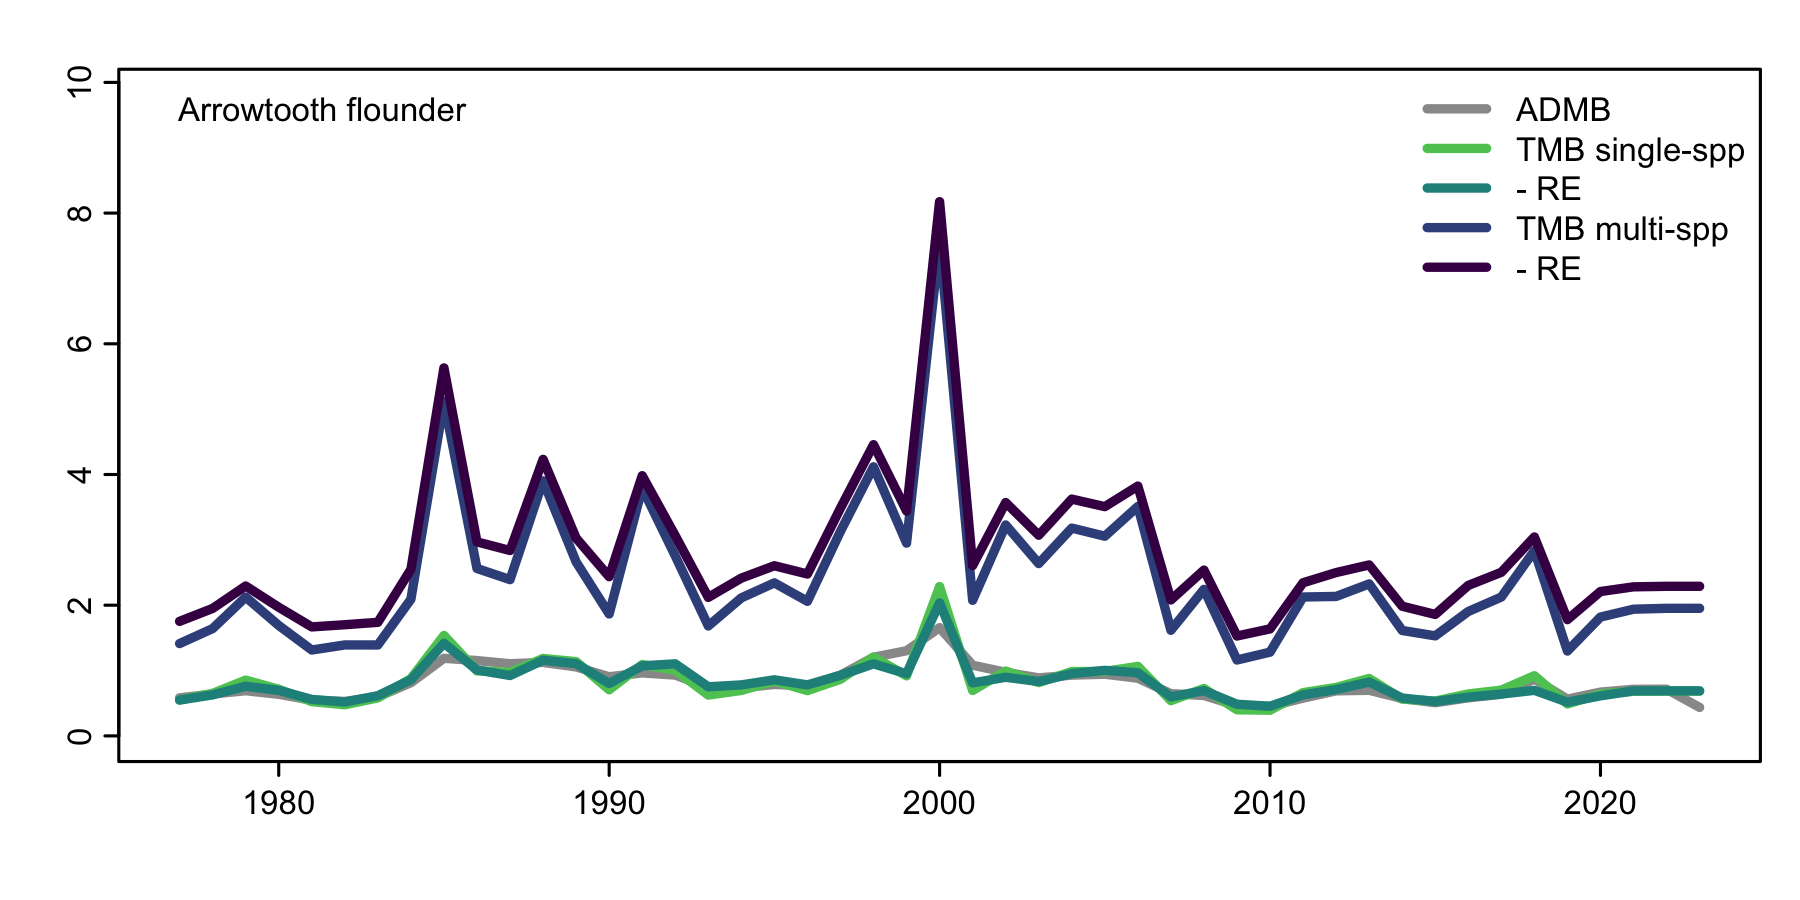 10
8
6
4
2
0
Arrowtooth flounder
ADMB
TMB single-spp
- RE
TMB multi-spp
- RE
1980 1990 2000 2010 2020